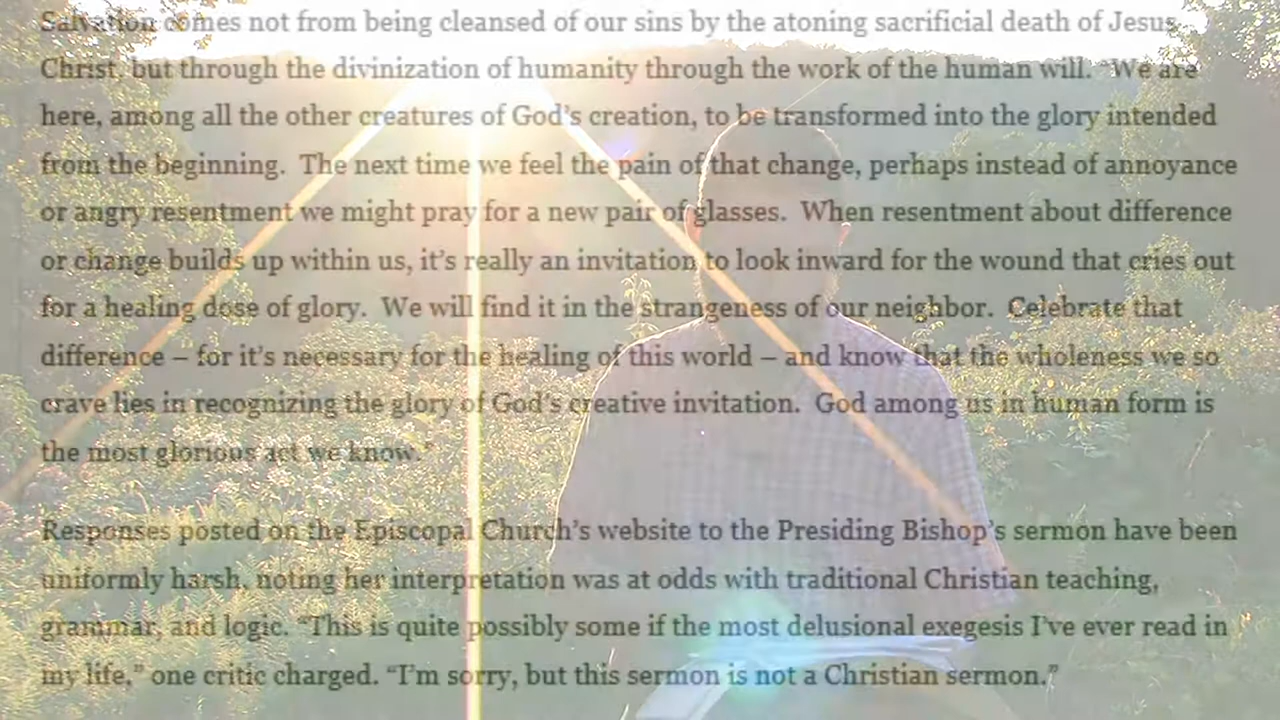 Salvation comes not from being cleansed of our sins by the atoning sacrificial death of Jesus
Christ, but through the divinization of humanity through the work of the human will. “We are
here, among all the other creatures of God’s creation, to be transformed into the glory intended
from the beginning. The next time we feel the pain of that change, perhaps instead of annoyance
or angry resentment we might pray for a new pair of glasses. When resentment about difference
or change builds up within us, it’s really an invitation to look inward for the wound that cries out
for a healing dose of glory. We will find it in the strangeness of our neighbor. Celebrate that
difference – for it’s necessary for the healing of this world – and know that the wholeness we so
crave lies in recognizing the glory of God’s creative invitation. God among us in human form is
the most glorious act we know.”
Responses posted on the Episcopal Church’s website to the Presiding Bishop’s sermon have been
uniformly harsh, noting her interpretation was at odds with traditional Christian teaching,
grammar, and logic. “This is quite possibly some if the most delusional exegesis I’ve ever read in
my life,” one critic charged. “I’m sorry, but this sermon is not a Christian sermon.”